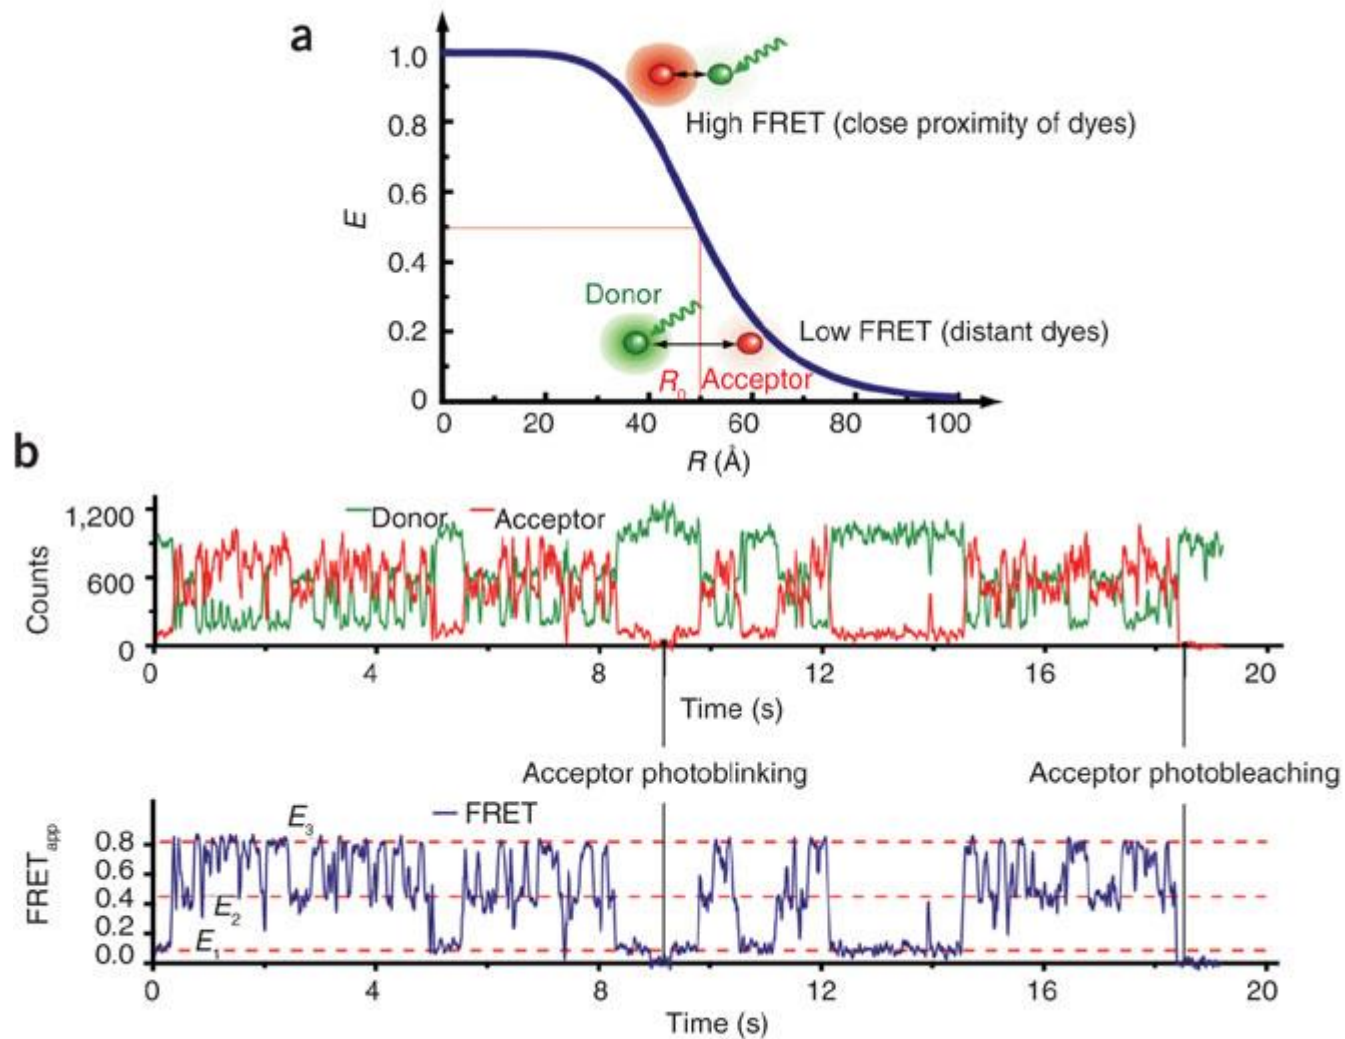 a
1.0
0.8
0.6
0.4
0.2
0
E
High FRET (close proximity of dyes)
Donor
Low FRET (distant dyes)
R₀ Acceptor
0 20 40 60 80 100
R (Å)
b
Counts
1,200
600
0
Donor Acceptor
0 4 8 12 16 20
Time (s)
Acceptor photoblinking Acceptor photobleaching
FRETapp
0.8
0.6
0.4
0.2
0.0
E₃
E₂
E₁
FRET
0 4 8 12 16 20
Time (s)